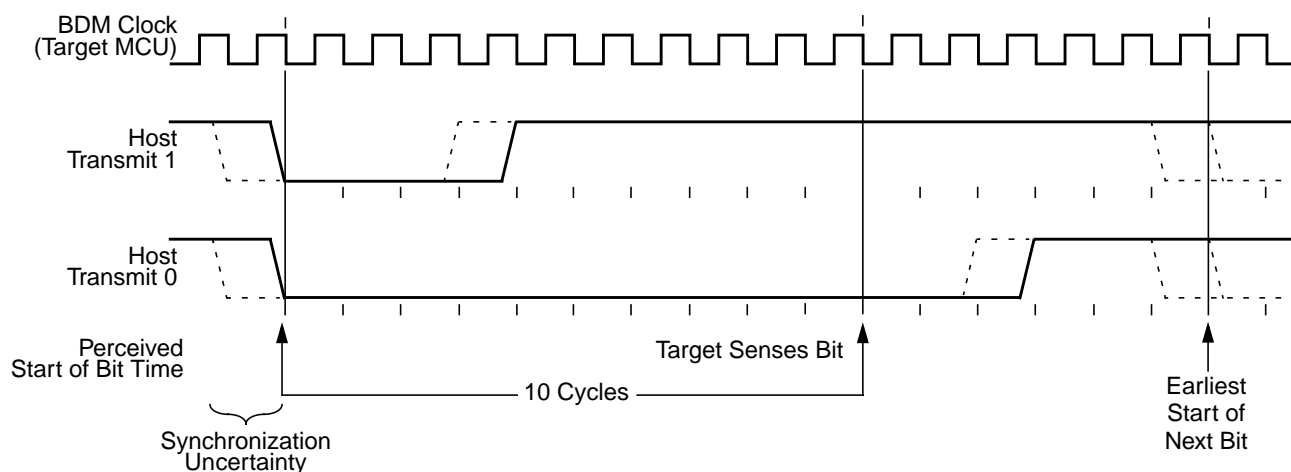 BDM Clock
(Target MCU)
Host
Transmit 1
Host
Transmit 0
Perceived
Start of Bit Time
Target Senses Bit
10 Cycles
Earliest
Start of
Next Bit
Synchronization
Uncertainty